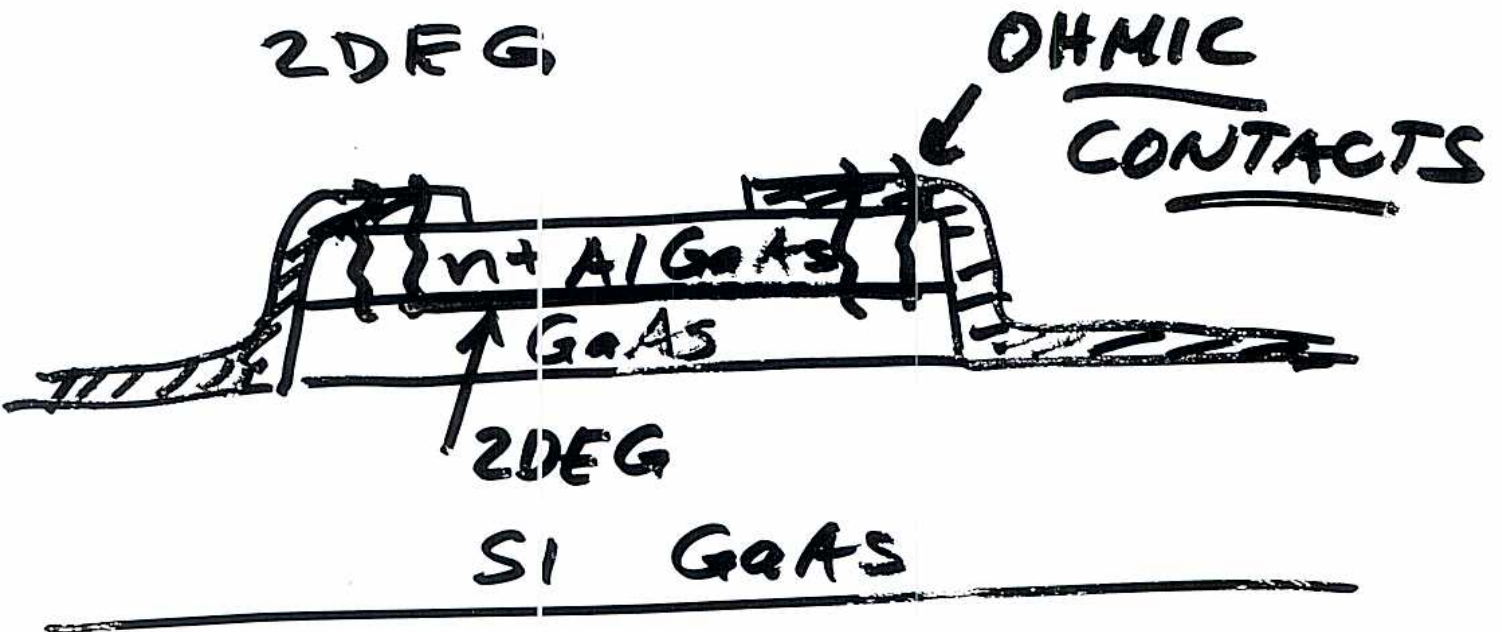 2DEG
OHMIC
CONTACTS
n+ AlGaAs
GaAs
2DEG
SI GaAs